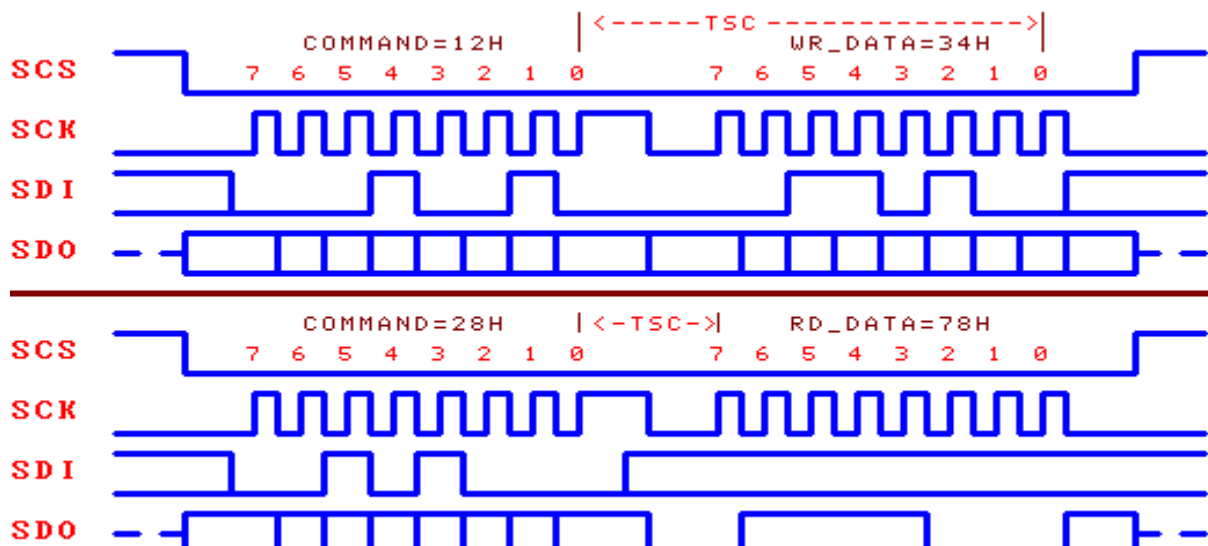 |<-----TSC -------------->|
COMMAND=12H WR_DATA=34H
SCS 7 6 5 4 3 2 1 0 7 6 5 4 3 2 1 0
SCK
SDI
SDO
COMMAND=28H |<-TSC->| RD_DATA=78H
SCS 7 6 5 4 3 2 1 0 7 6 5 4 3 2 1 0
SCK
SDI
SDO